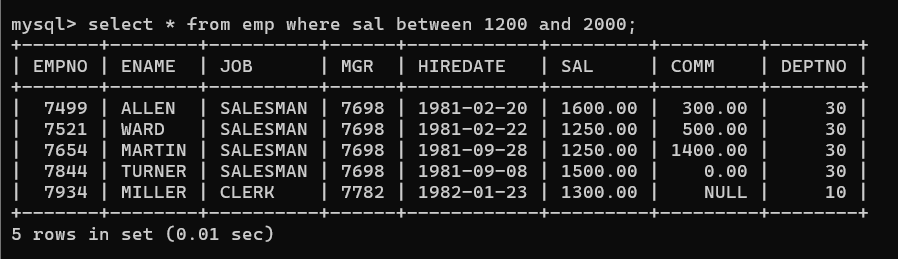 mysql> select * from emp where sal between 1200 and 2000;
+-------+--------+----------+------+------------+---------+---------+--------+
| EMPNO | ENAME  | JOB      | MGR  | HIREDATE   | SAL     | COMM    | DEPTNO |
+-------+--------+----------+------+------------+---------+---------+--------+
|  7499 | ALLEN  | SALESMAN | 7698 | 1981-02-20 | 1600.00 |  300.00 |     30 |
|  7521 | WARD   | SALESMAN | 7698 | 1981-02-22 | 1250.00 |  500.00 |     30 |
|  7654 | MARTIN | SALESMAN | 7698 | 1981-09-28 | 1250.00 | 1400.00 |     30 |
|  7844 | TURNER | SALESMAN | 7698 | 1981-09-08 | 1500.00 |    0.00 |     30 |
|  7934 | MILLER | CLERK    | 7782 | 1982-01-23 | 1300.00 |    NULL |     10 |
+-------+--------+----------+------+------------+---------+---------+--------+
5 rows in set (0.01 sec)